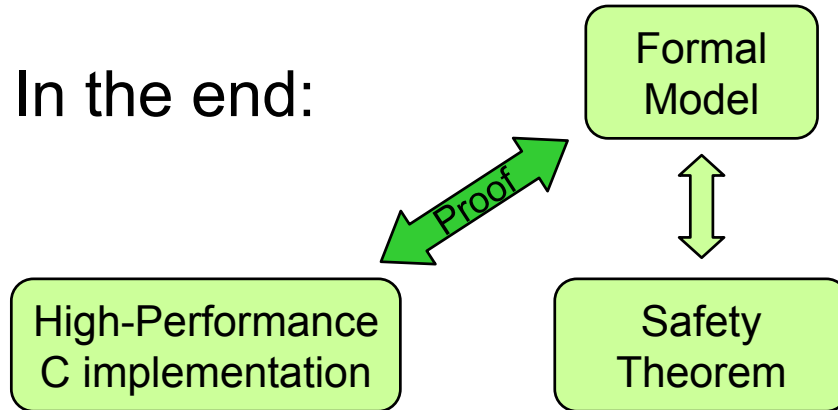 In the end:
Formal
Model
Proof
High-Performance
C implementation
Safety
Theorem